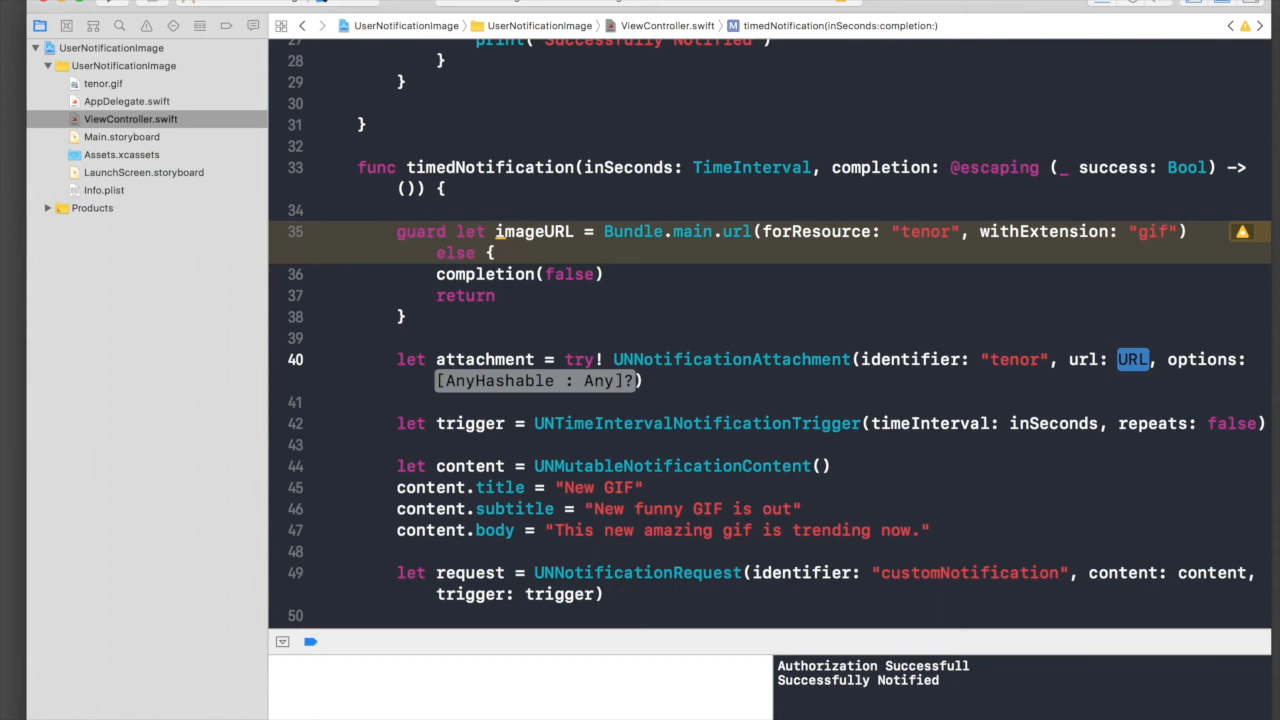 UserNotificationImage
UserNotificationImage
tenor.gif
AppDelegate.swift
ViewController.swift
Main.storyboard
Assets.xcassets
LaunchScreen.storyboard
Info.plist
Products
UserNotificationImage UserNotificationImage ViewController.swift M timedNotification(inSeconds:completion:)
27 print("Successfully Notified")
28 }
29 }
30
31 }
32
33 func timedNotification(inSeconds: TimeInterval, completion: @escaping (_ success: Bool) ->
()) {
34
35 guard let imageURL = Bundle.main.url(forResource: "tenor", withExtension: "gif")
else {
36 completion(false)
37 return
38 }
39
40 let attachment = try! UNNotificationAttachment(identifier: "tenor", url: URL, options:
[AnyHashable : Any]?)
41
42 let trigger = UNTimeIntervalNotificationTrigger(timeInterval: inSeconds, repeats: false)
43
44 let content = UNMutableNotificationContent()
45 content.title = "New GIF"
46 content.subtitle = "New funny GIF is out"
47 content.body = "This new amazing gif is trending now."
48
49 let request = UNNotificationRequest(identifier: "customNotification", content: content,
trigger: trigger)
50
Authorization Successfull
Successfully Notified